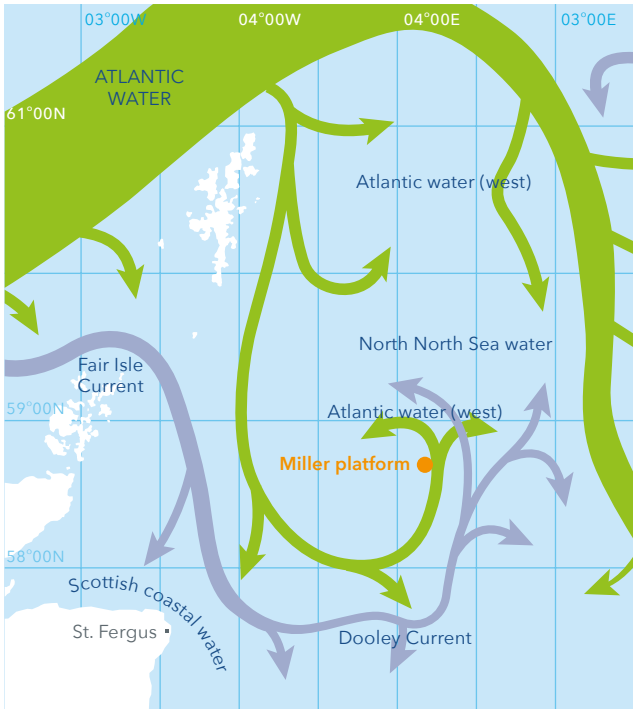 03°00W 04°00W 04°00E 03°00E
ATLANTIC
WATER
61°00N
Atlantic water (west)
North North Sea water
Fair Isle
Current
59°00N
Atlantic water (west)
Miller platform
58°00N
Scottish coastal water
St. Fergus
Dooley Current